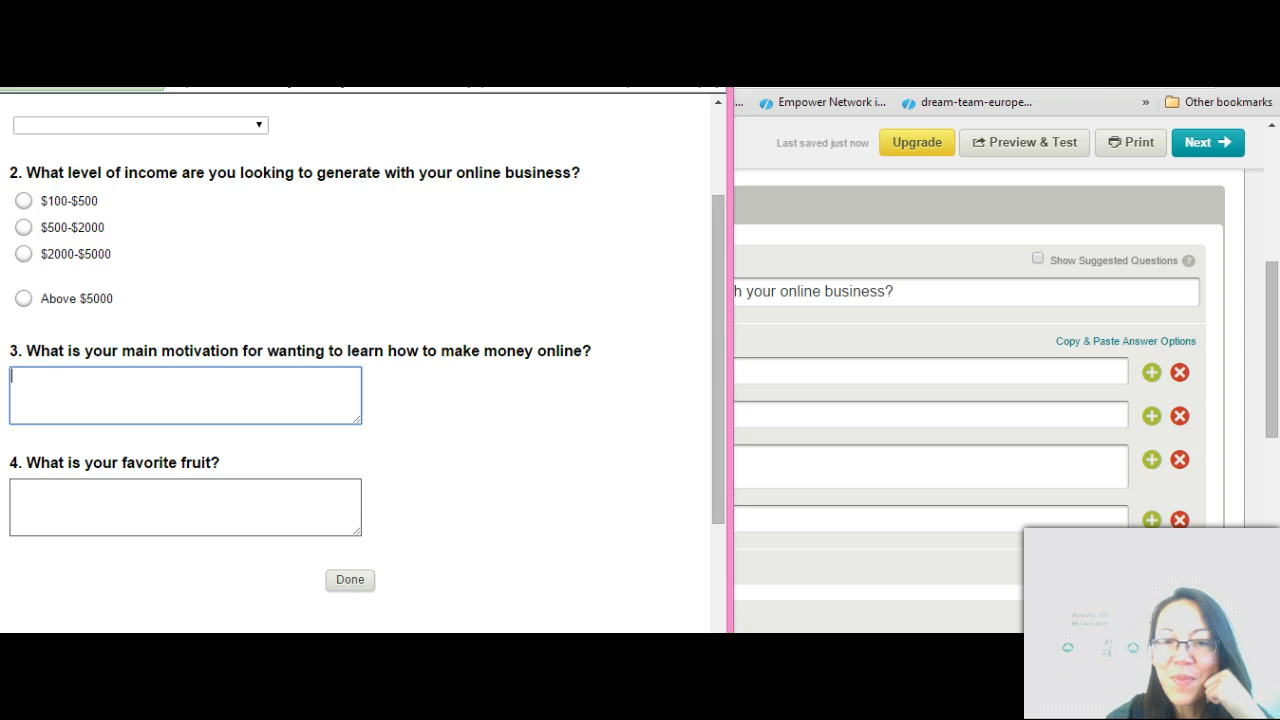 ... Empower Network i... dream-team-europe... » Other bookmarks
Last saved just now Upgrade Preview & Test Print Next
2. What level of income are you looking to generate with your online business?
$100-$500
$500-$2000
$2000-$5000
Above $5000
3. What is your main motivation for wanting to learn how to make money online?
4. What is your favorite fruit?
Done
Show Suggested Questions ?
h your online business?
Copy & Paste Answer Options